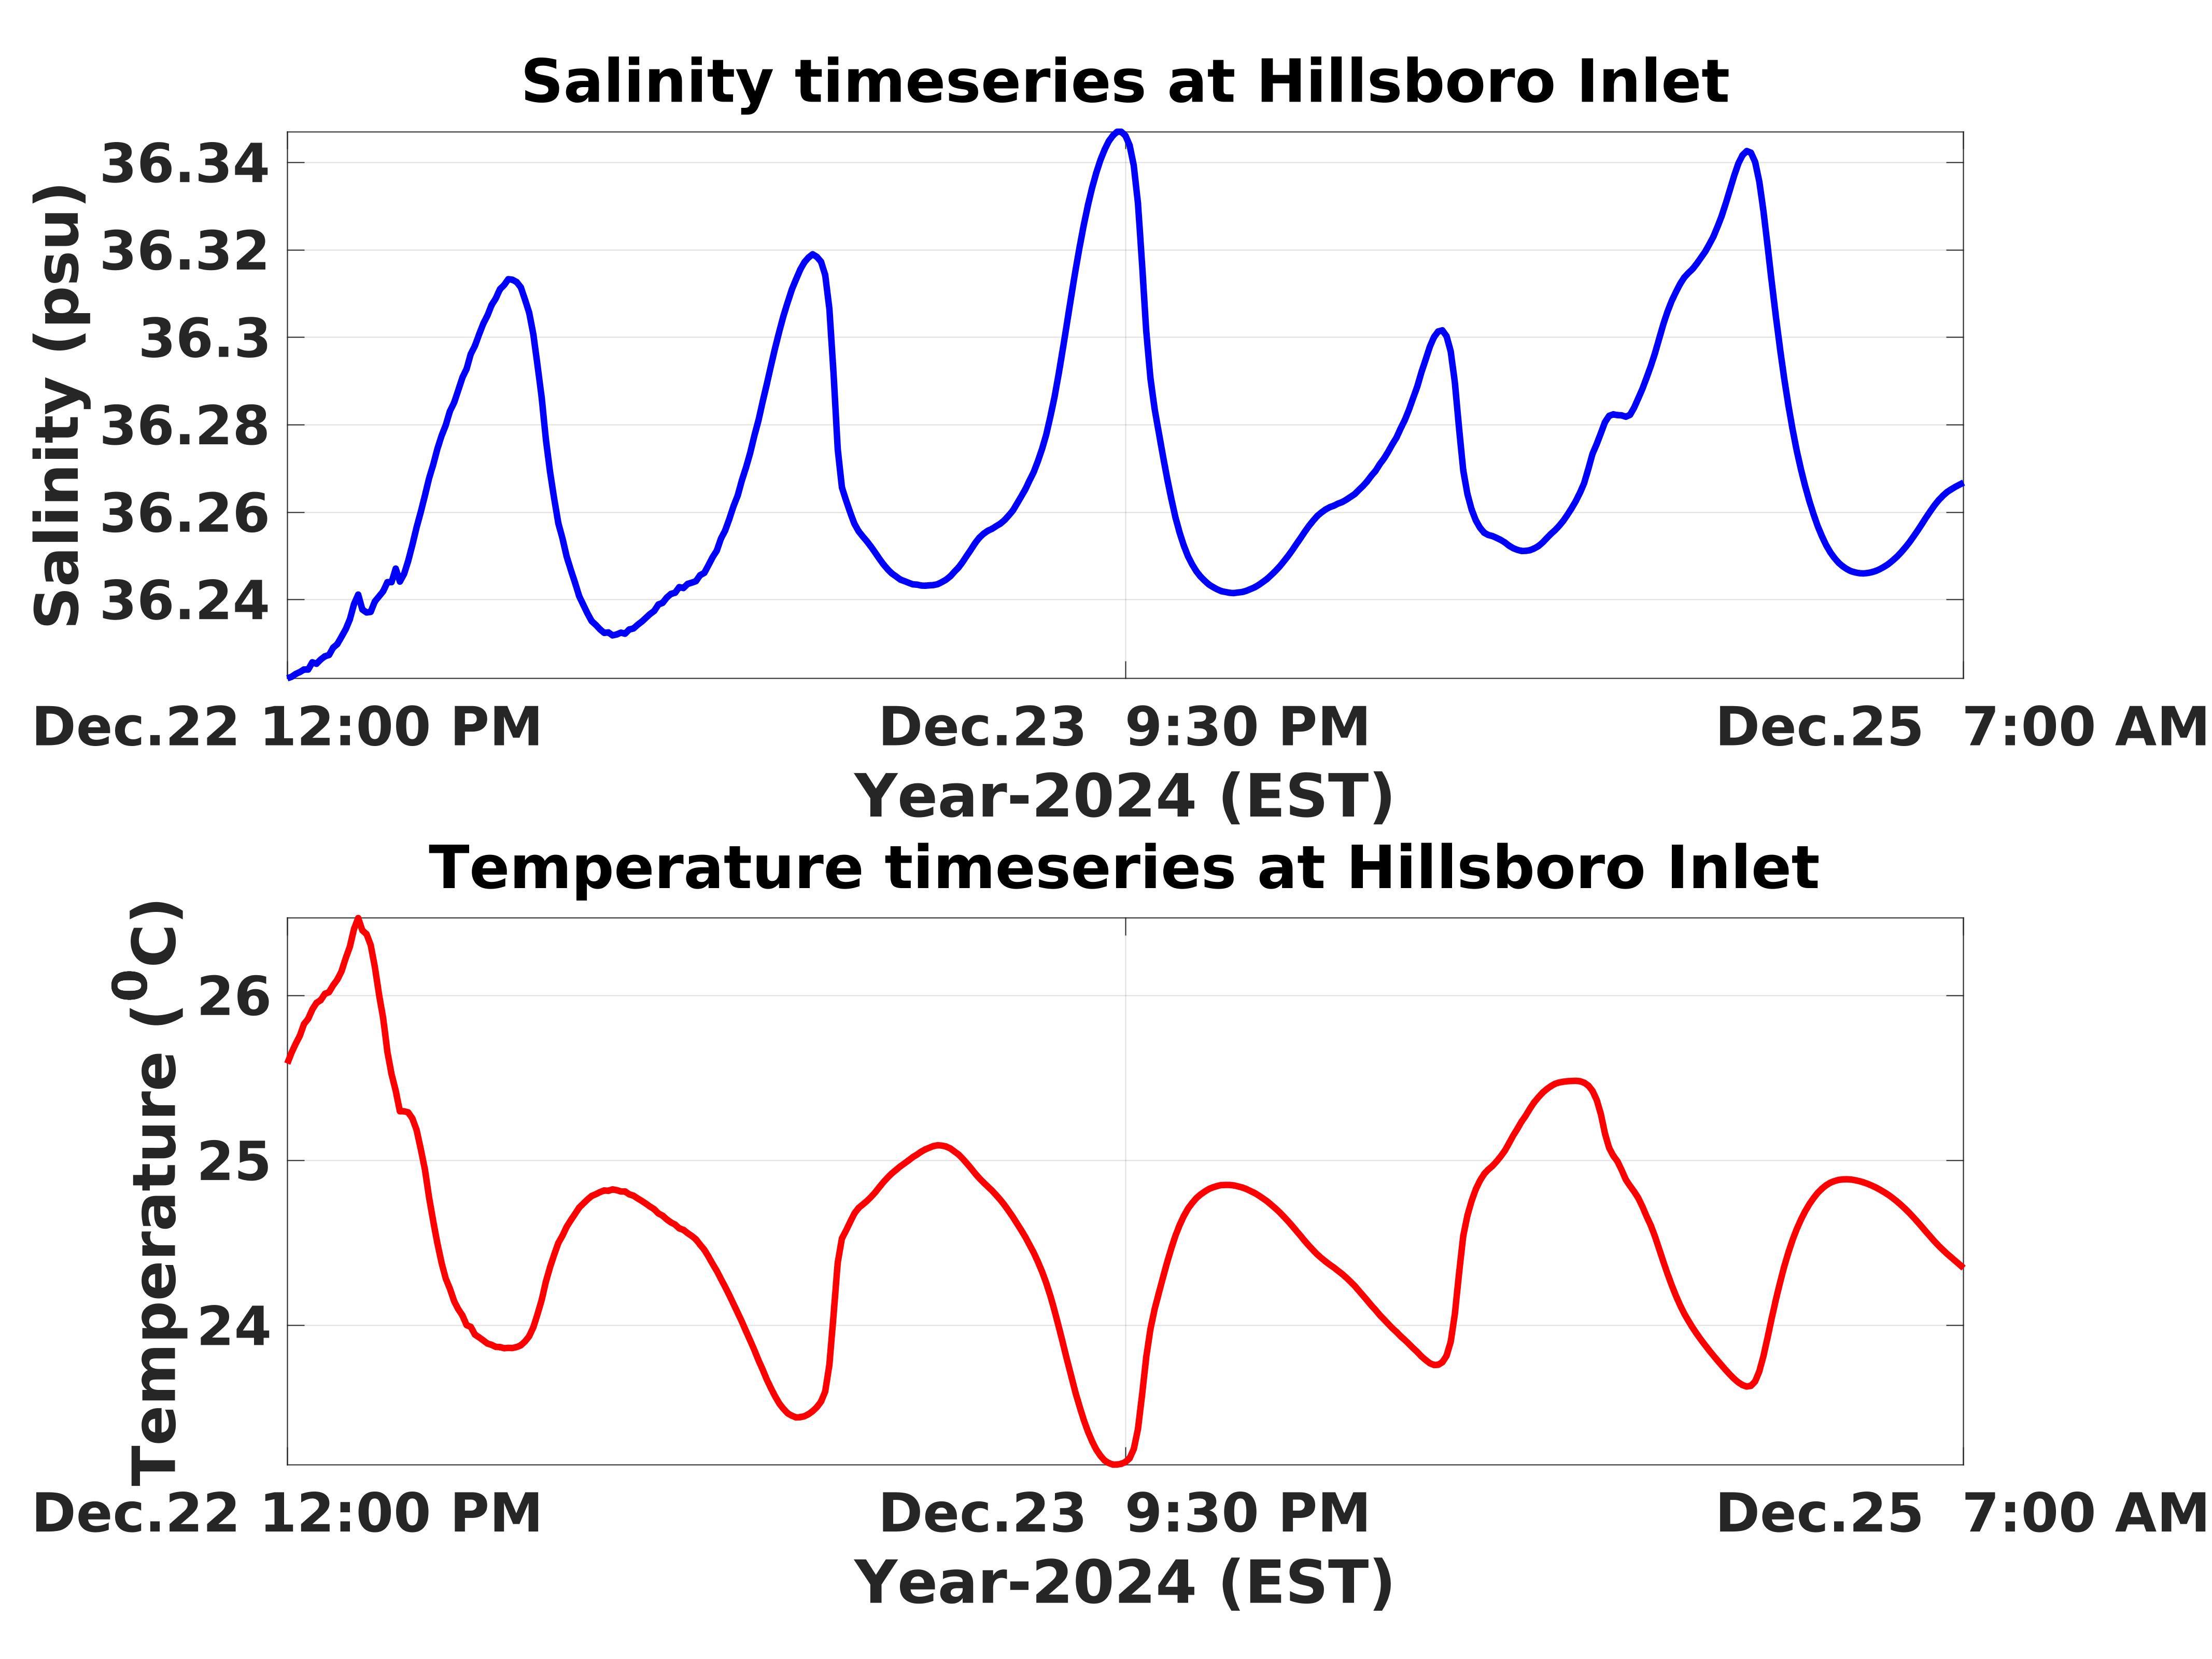 Salinity timeseries at Hillsboro Inlet
Salinity (psu)
36.34
36.32
36.3
36.28
36.26
36.24
Dec.22 12:00 PM Dec.23 9:30 PM Dec.25 7:00 AM
Year-2024 (EST)
Temperature timeseries at Hillsboro Inlet
Temperature (⁰C)
26
25
24
Dec.22 12:00 PM Dec.23 9:30 PM Dec.25 7:00 AM
Year-2024 (EST)